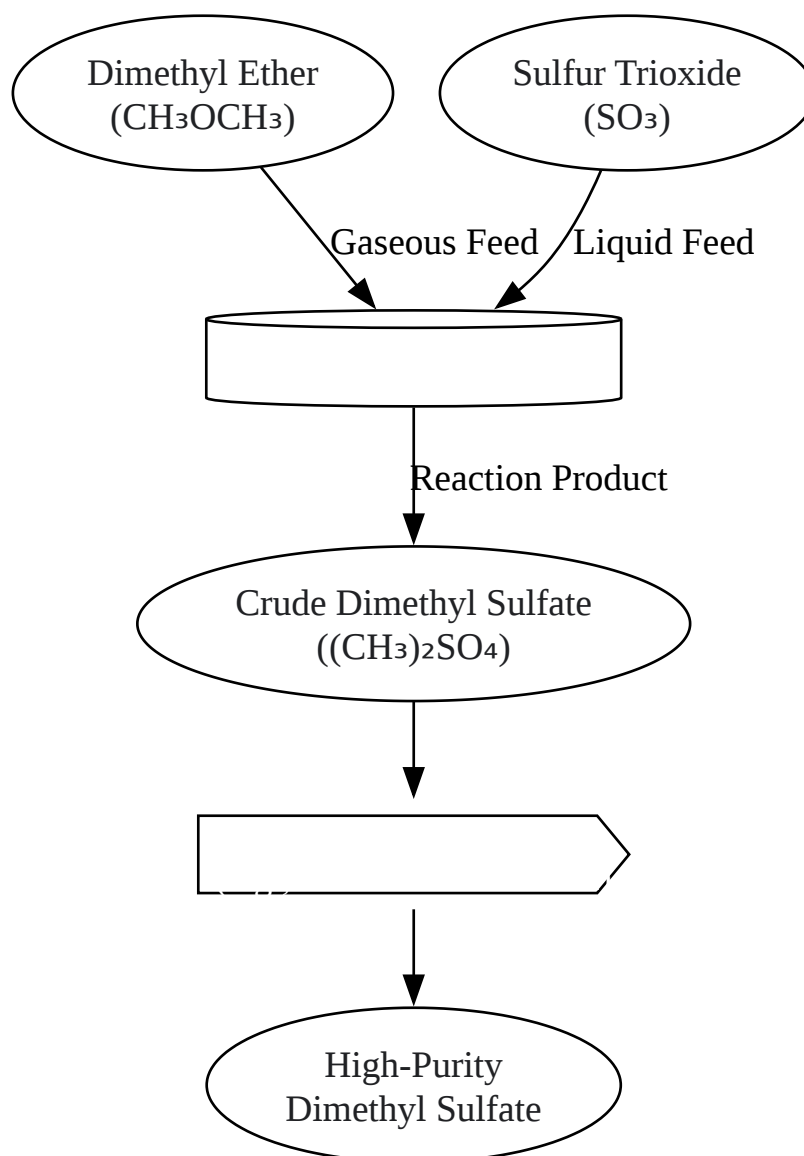 Dimethyl Ether
(CH₃OCH₃)
Sulfur Trioxide
(SO₃)
Gaseous Feed
Liquid Feed
Reaction Product
Crude Dimethyl Sulfate
((CH₃)₂SO₄)
High-Purity
Dimethyl Sulfate